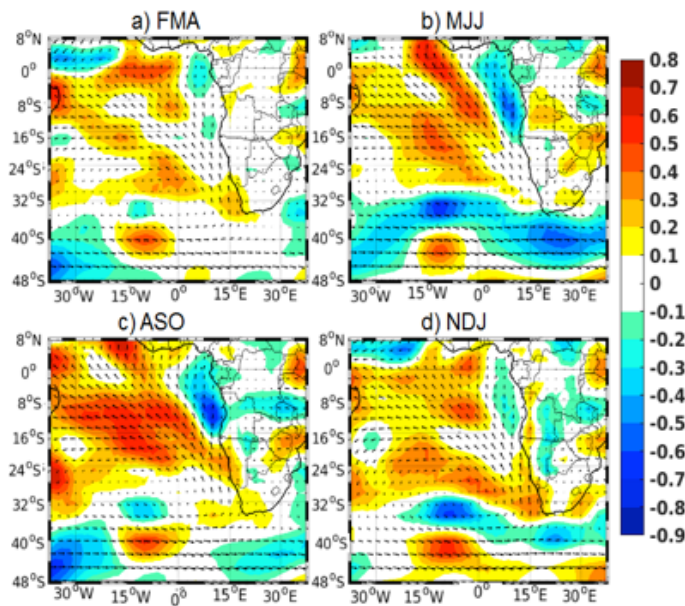 a) FMA
b) MJJ
8°N
0°
8°S
16°S
24°S
32°S
40°S
48°S
30°W
15°W
0°
15°E
30°E
8°N
0°
8°S
16°S
24°S
32°S
40°S
48°S
30°W
15°W
0°
15°E
30°E
c) ASO
d) NDJ
8°N
0°
8°S
16°S
24°S
32°S
40°S
48°S
30°W
15°W
0°
15°E
30°E
8°N
0°
8°S
16°S
24°S
32°S
40°S
48°S
30°W
15°W
0°
15°E
30°E
0.8
0.7
0.6
0.5
0.4
0.3
0.2
0.1
0
-0.1
-0.2
-0.3
-0.4
-0.5
-0.6
-0.7
-0.8
-0.9